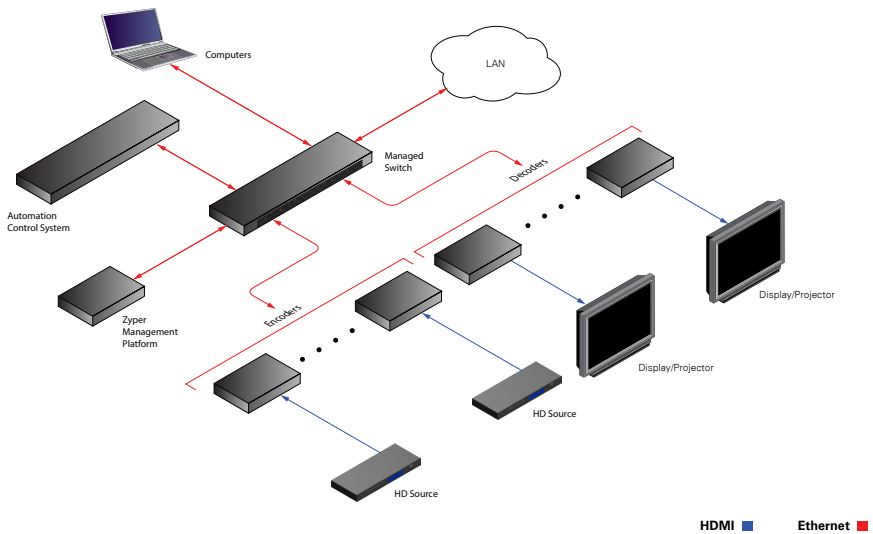 Computers
LAN
Managed
Switch
Decoders
Automation
Control System
Display/Projector
Zyper
Management
Platform
Encoders
Display/Projector
HD Source
HD Source
HDMI
Ethernet